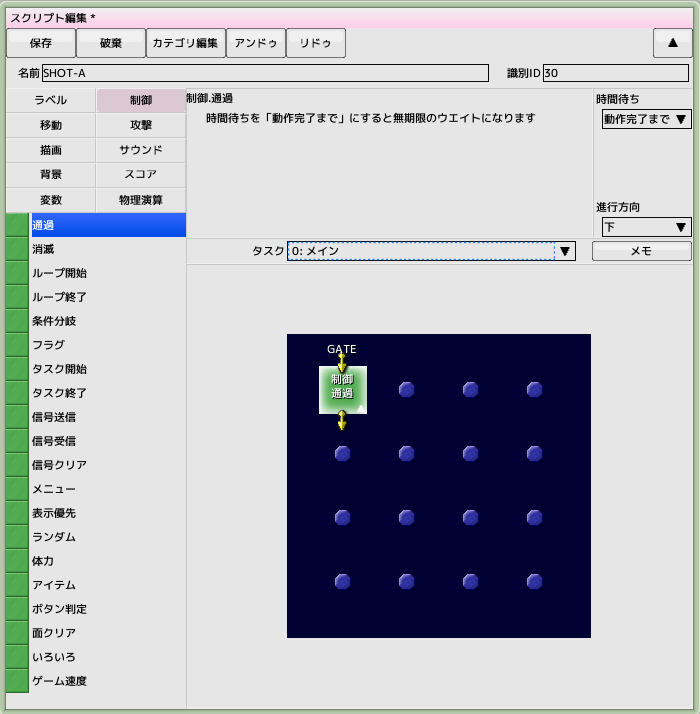 スクリプト編集 *
保存 破棄 カテゴリ編集 アンドゥ リドゥ ▲
名前 SHOT-A 識別ID 30
ラベル 制御
移動 攻撃
描画 サウンド
背景 スコア
変数 物理演算
制御.通過
時間待ちを「動作完了まで」にすると無期限のウエイトになります
時間待ち
動作完了まで ▼
進行方向
下 ▼
タスク 0: メイン ▼ メモ
通過
消滅
ループ開始
ループ終了
条件分岐
フラグ
タスク開始
タスク終了
信号送信
信号受信
信号クリア
メニュー
表示優先
ランダム
体力
アイテム
ボタン判定
面クリア
いろいろ
ゲーム速度
GATE
制御
通過